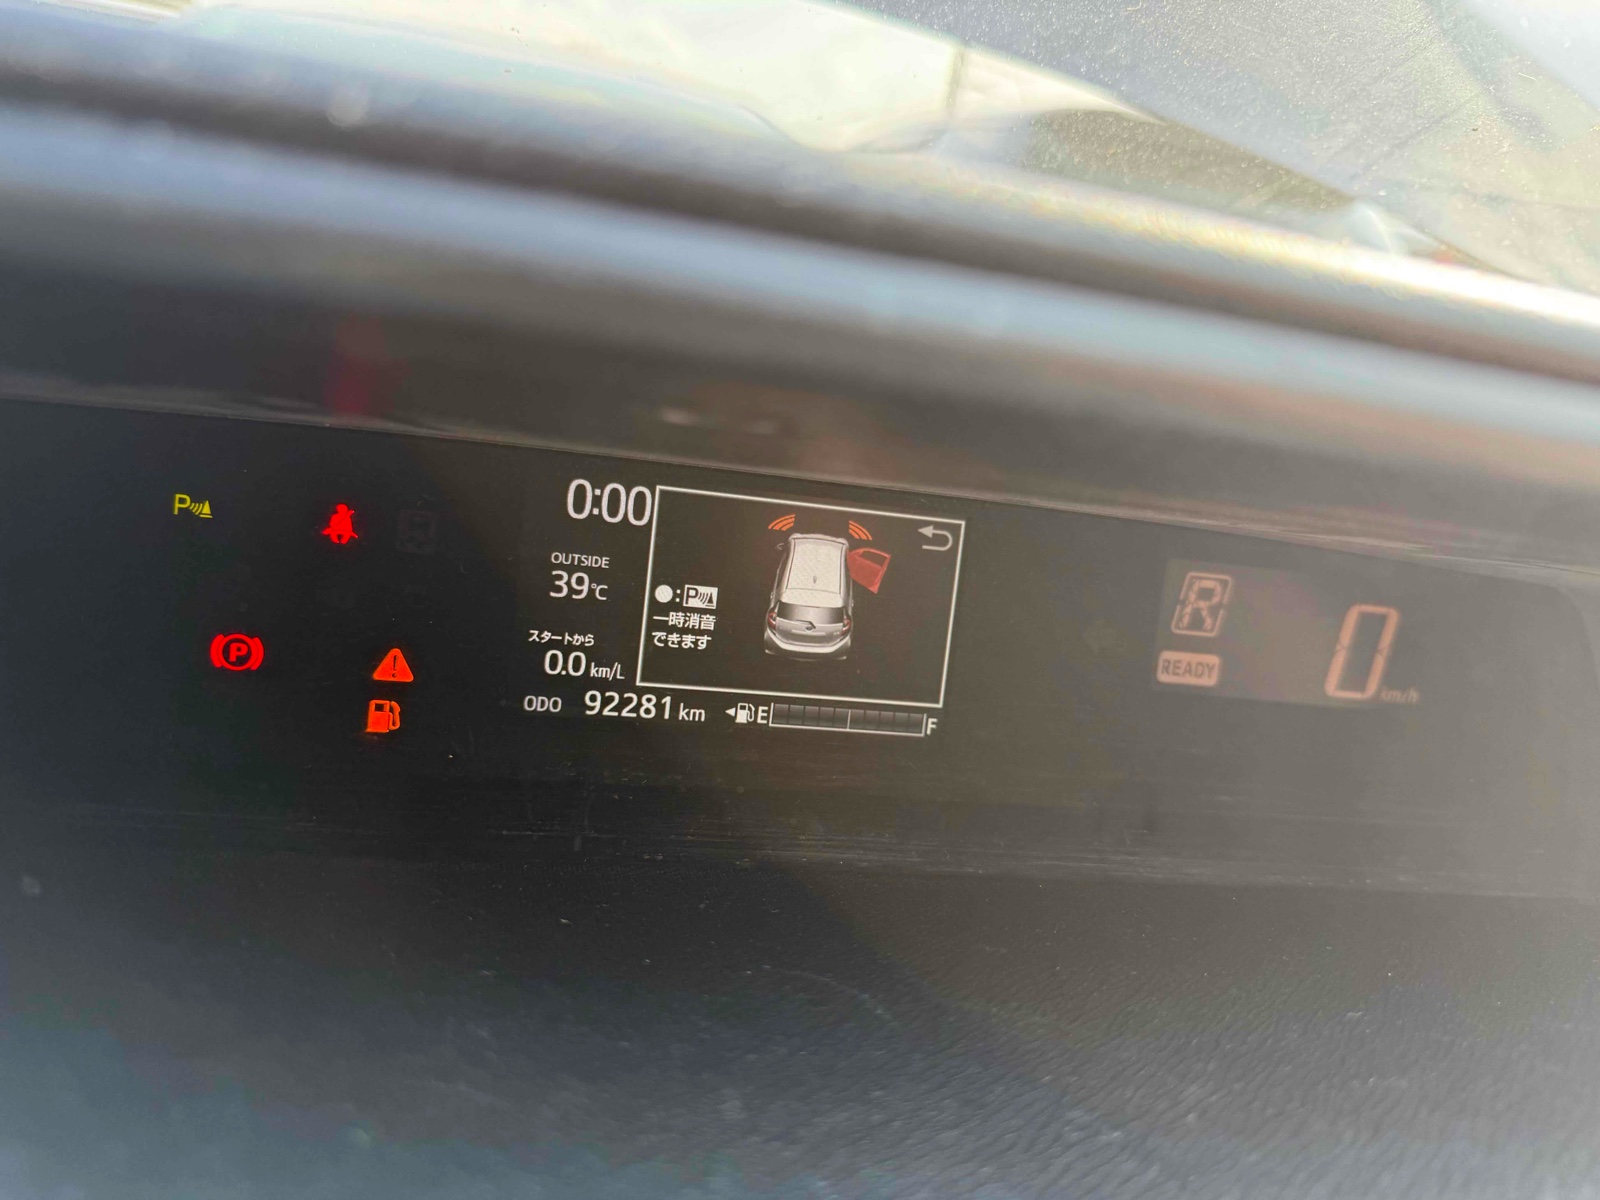 P
0:00
OUTSIDE
39℃
●:P
一時消音
できます
スタートから
0.0 km/L
ODO 92281 km
E F
P
R
READY
0 km/h